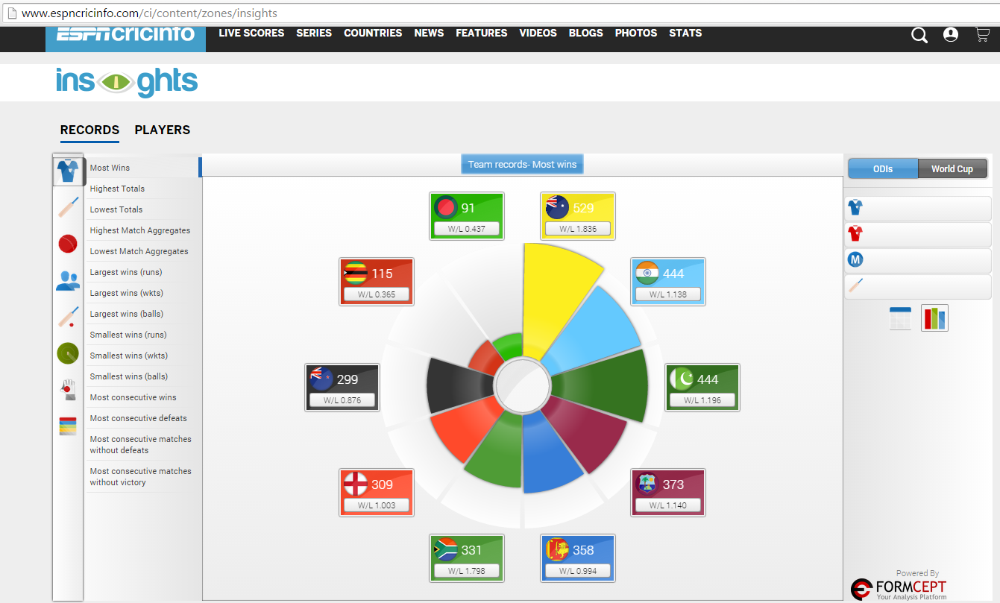 www.espncricinfo.com/ci/content/zones/insights
ESPNcricinfo
LIVE SCORES SERIES COUNTRIES NEWS FEATURES VIDEOS BLOGS PHOTOS STATS
insights
RECORDS PLAYERS
Most Wins
Highest Totals
Lowest Totals
Highest Match Aggregates
Lowest Match Aggregates
Largest wins (runs)
Largest wins (wkts)
Largest wins (balls)
Smallest wins (runs)
Smallest wins (wkts)
Smallest wins (balls)
Most consecutive wins
Most consecutive defeats
Most consecutive matches
without defeats
Most consecutive matches
without victory
Team records- Most wins
91
W/L 0.437
529
W/L 1.836
115
W/L 0.365
444
W/L 1.138
299
W/L 0.876
444
W/L 1.196
309
W/L 1.003
373
W/L 1.140
331
W/L 1.798
358
W/L 0.994
ODIs World Cup
M
Powered By
FORMCEPT
Your Analysis Platform